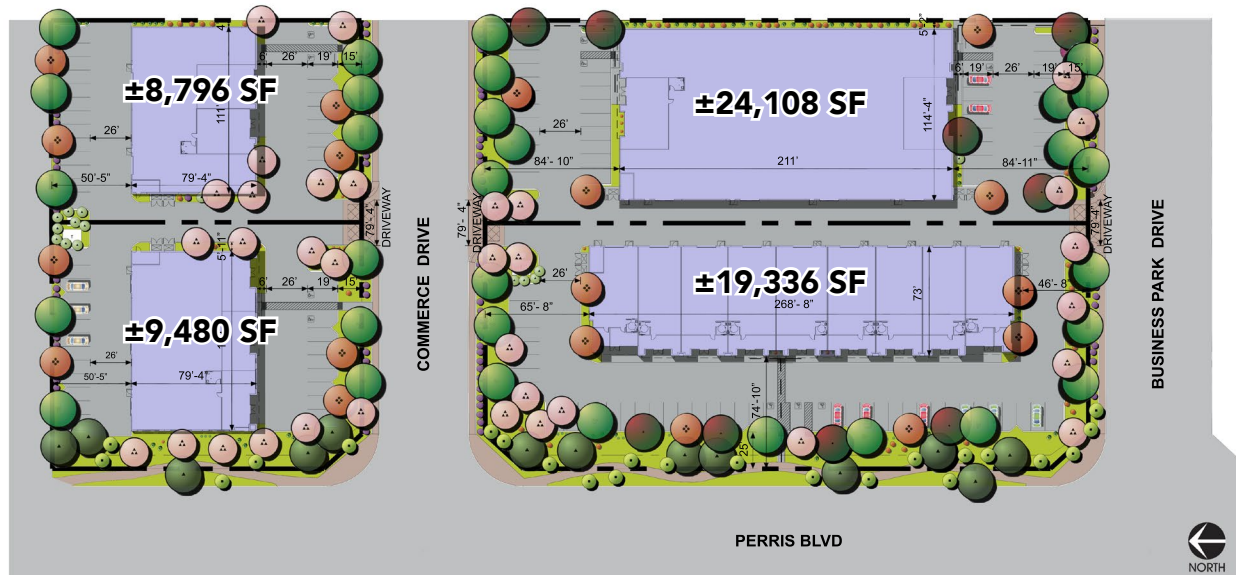 ±8,796 SF
4'
6' 26' 19' 15'
111'
26'
50'-5"
79'-4"
79'- 4"
DRIVEWAY
±9,480 SF
5'-11"
6' 26' 19' 15'
26'
50'-5"
79'-4"
COMMERCE DRIVE
±24,108 SF
5'-2"
6' 19' 26' 19' 15'
114'-4"
26'
84'- 10"
211'
84'-11"
79'- 4"
DRIVEWAY
79'-4"
DRIVEWAY
±19,336 SF
26'
65'- 8"
268'- 8"
73'
46'- 8"
74'-10"
25'
BUSINESS PARK DRIVE
PERRIS BLVD
NORTH